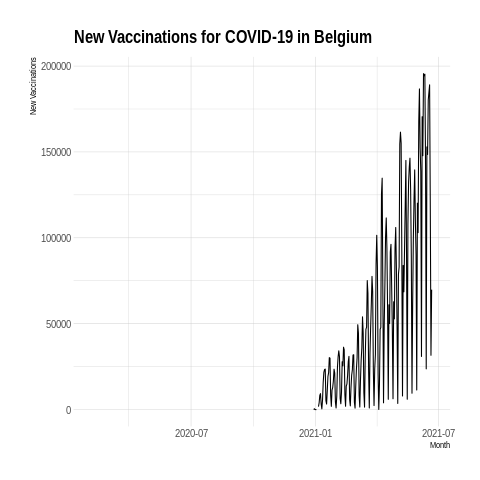 New Vaccinations for COVID-19 in Belgium
New Vaccinations
200000
150000
100000
50000
0
2020-07
2021-01
2021-07
Month